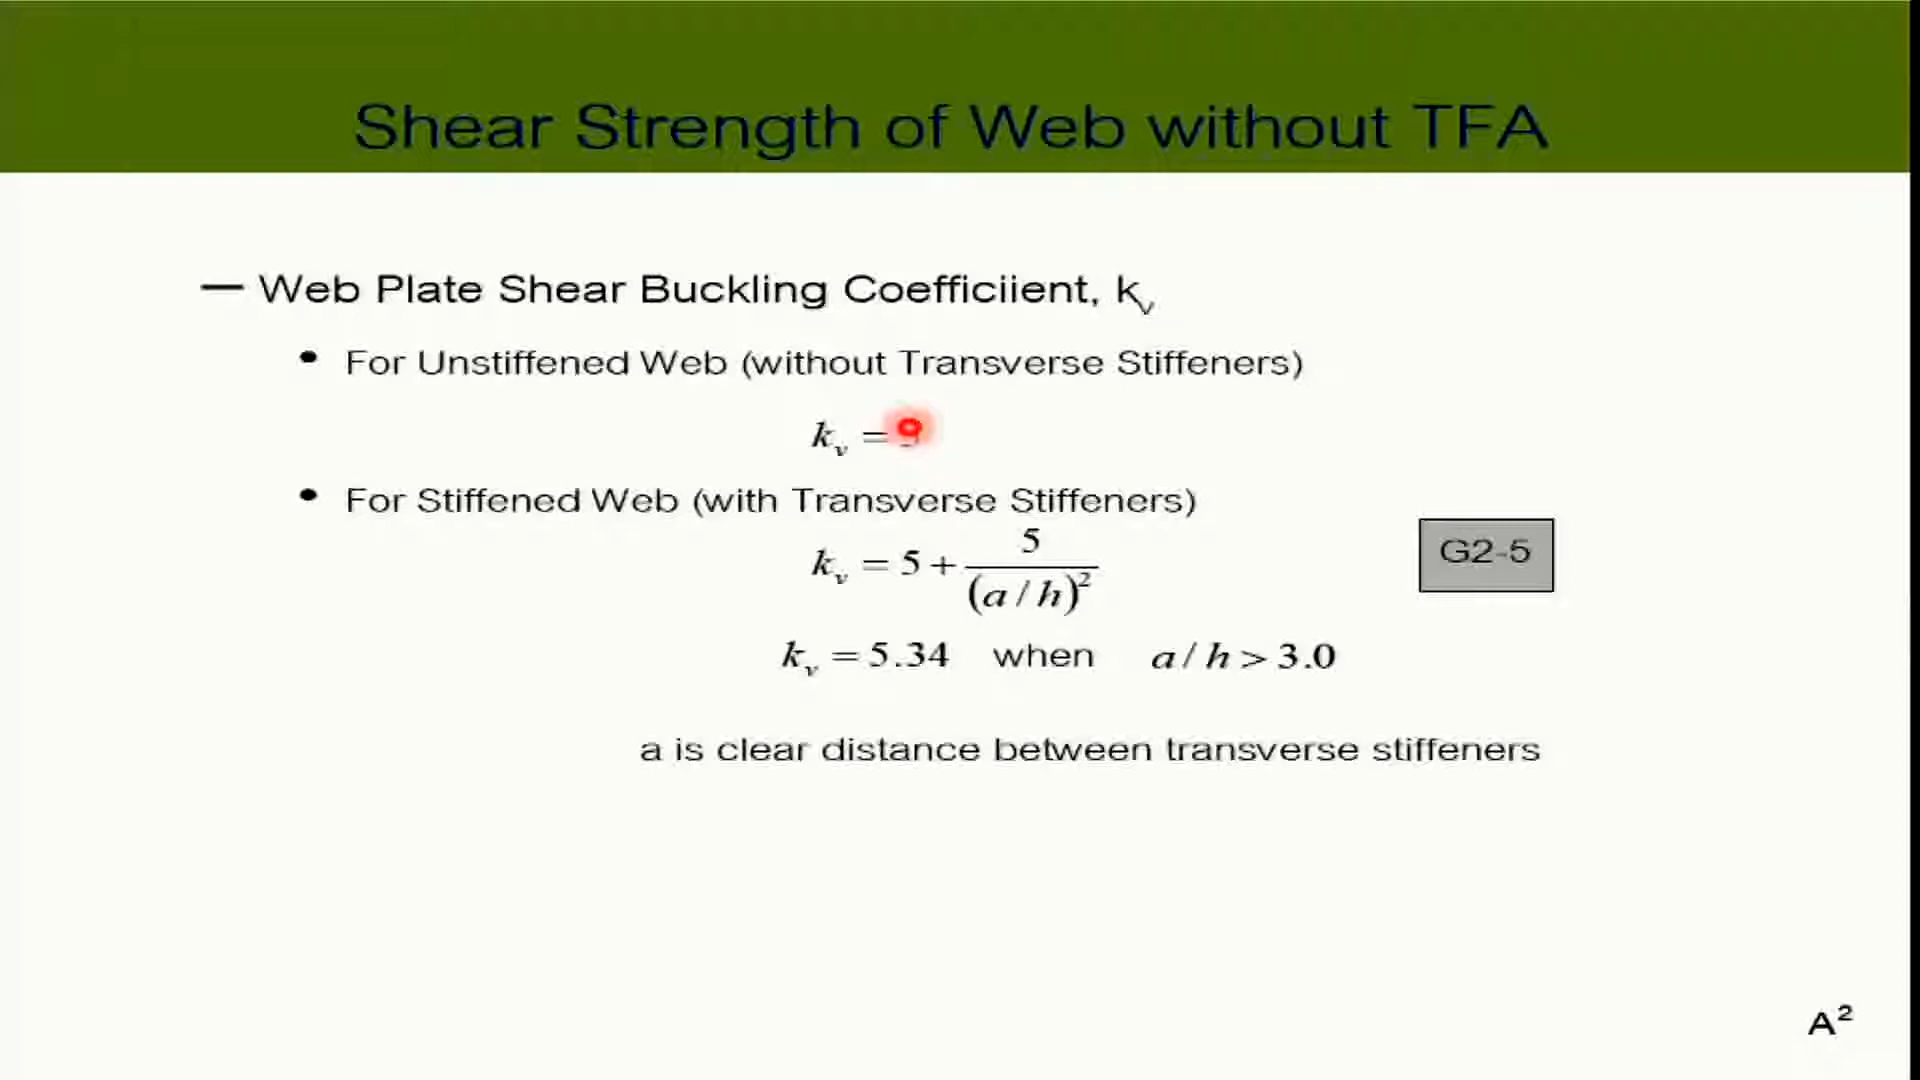 Shear Strength of Web without TFA
— Web Plate Shear Buckling Coefficiient, kᵥ
• For Unstiffened Web (without Transverse Stiffeners)
kᵥ =
• For Stiffened Web (with Transverse Stiffeners)
kᵥ = 5 + 5/(a/h)²
G2-5
kᵥ = 5.34 when a/h > 3.0
a is clear distance between transverse stiffeners
A²